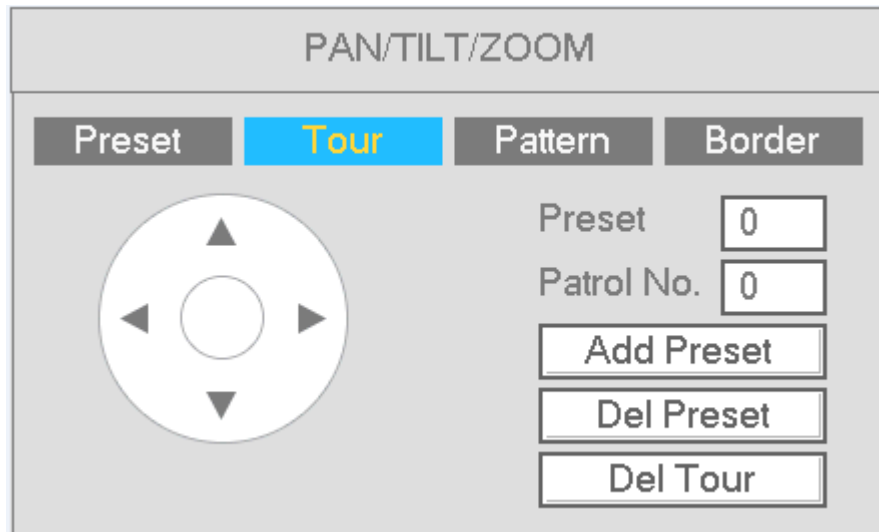 PAN/TILT/ZOOM
Preset Tour Pattern Border
Preset 0
Patrol No. 0
Add Preset
Del Preset
Del Tour